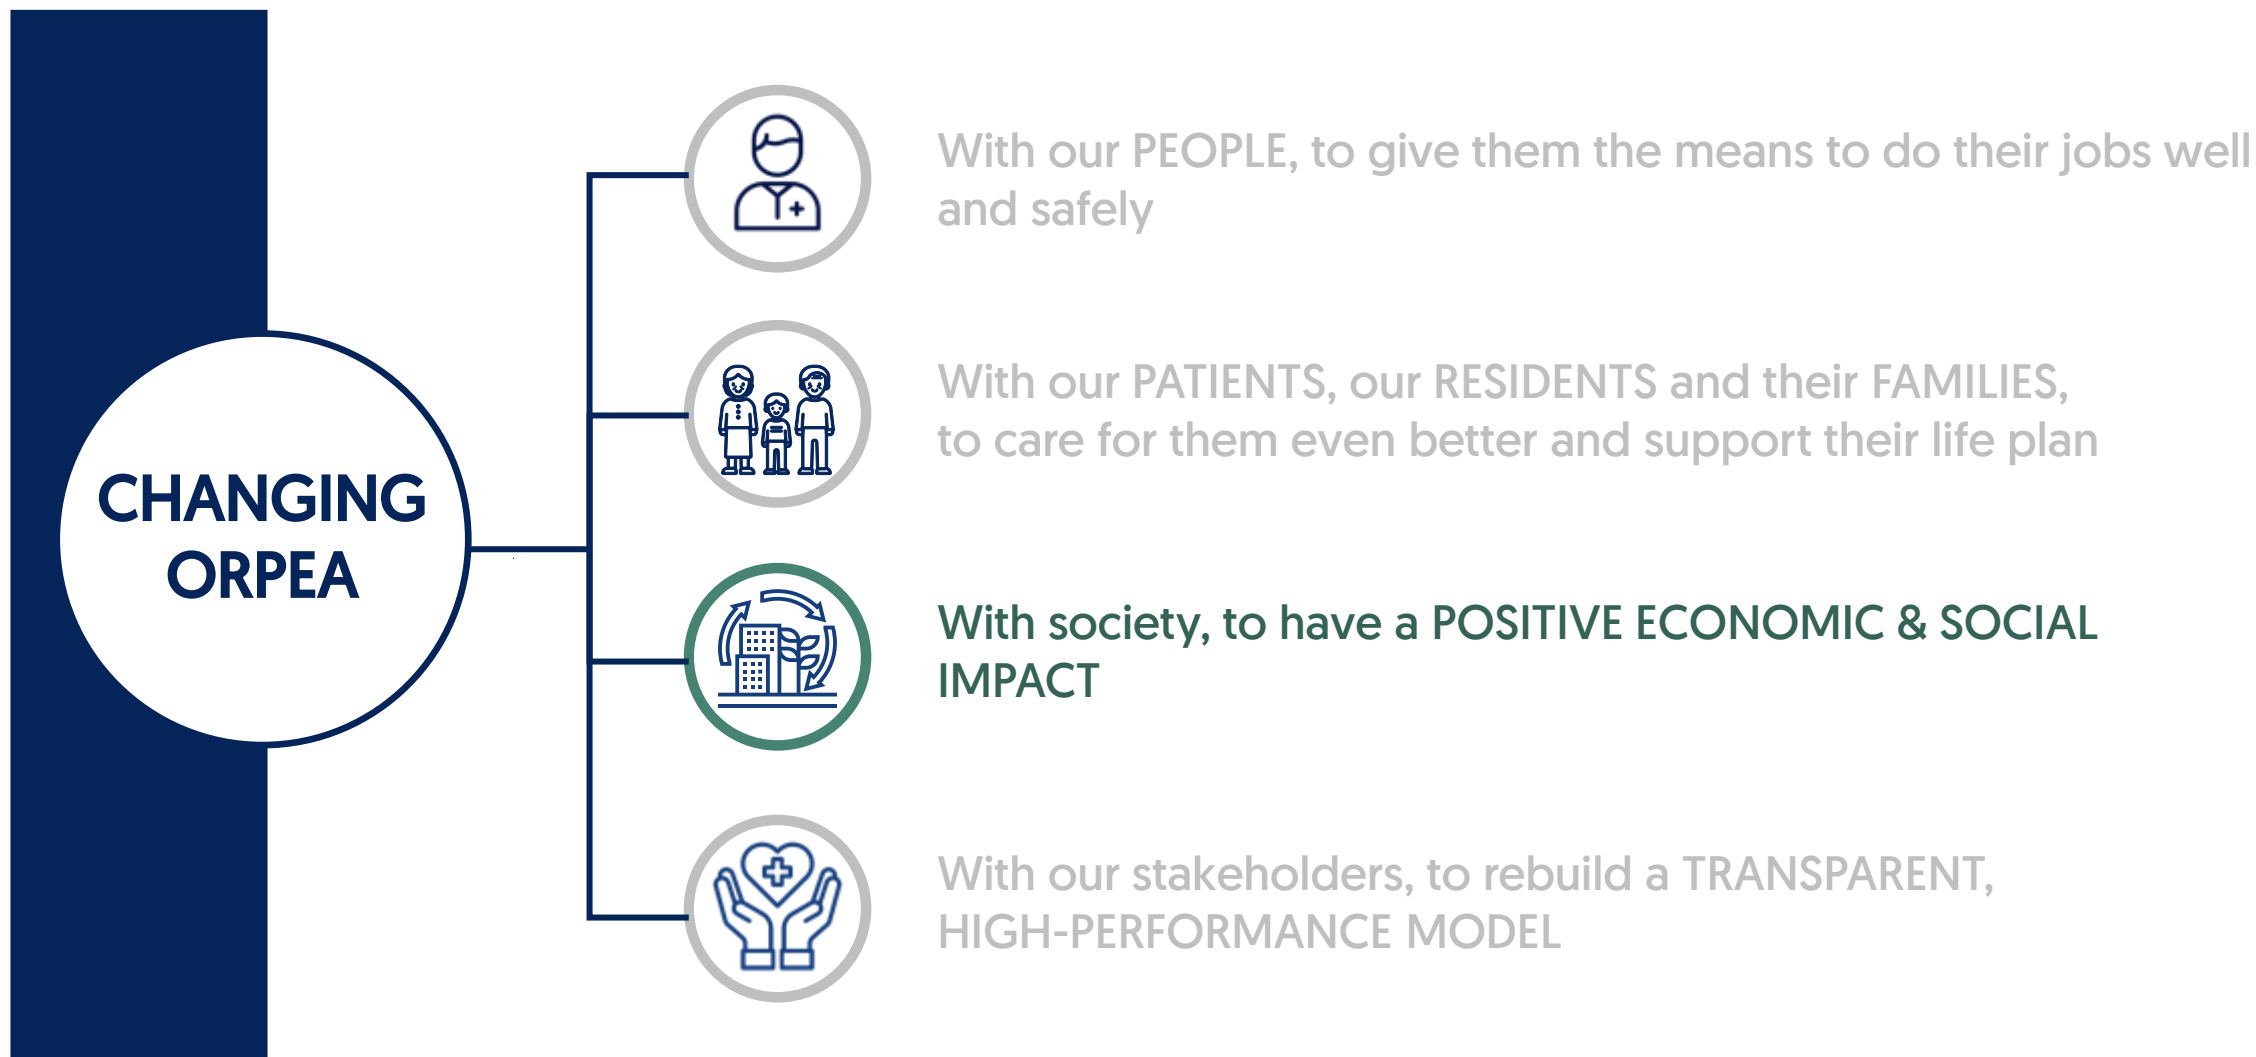 CHANGING
ORPEA
With our PEOPLE, to give them the means to do their jobs well
and safely
With our PATIENTS, our RESIDENTS and their FAMILIES,
to care for them even better and support their life plan
With society, to have a POSITIVE ECONOMIC & SOCIAL
IMPACT
With our stakeholders, to rebuild a TRANSPARENT,
HIGH-PERFORMANCE MODEL